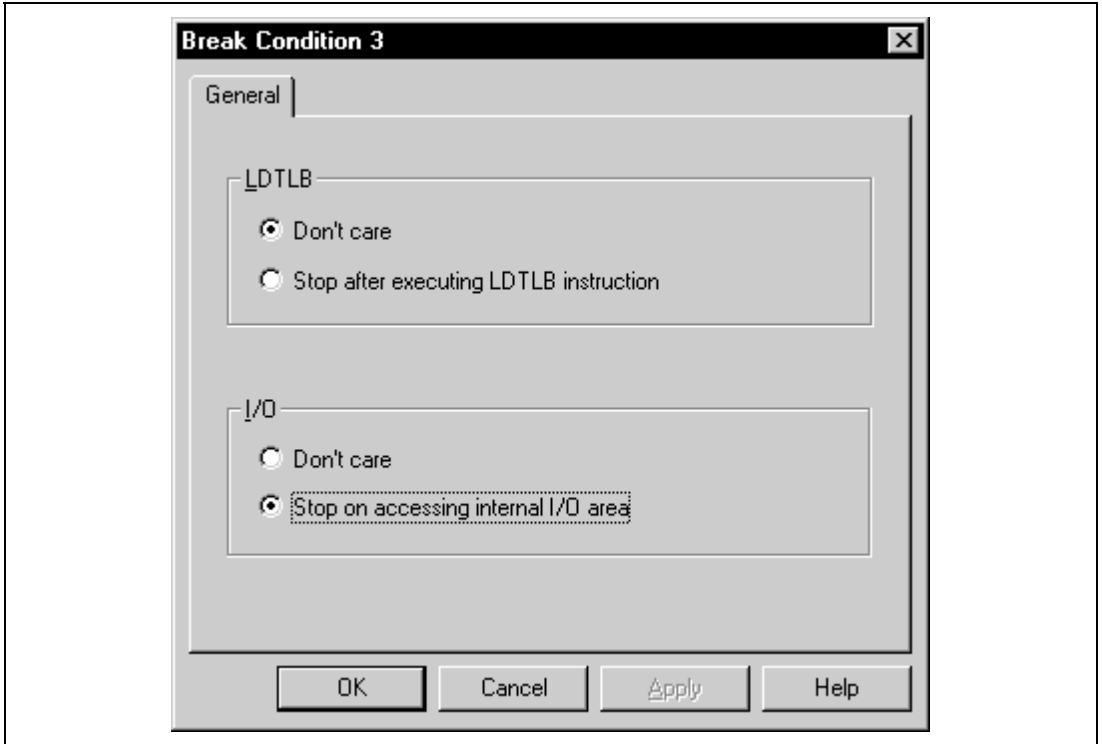 Break Condition 3
General
LDTLB
Don't care
Stop after executing LDTLB instruction
I/O
Don't care
Stop on accessing internal I/O area
OK Cancel Apply Help